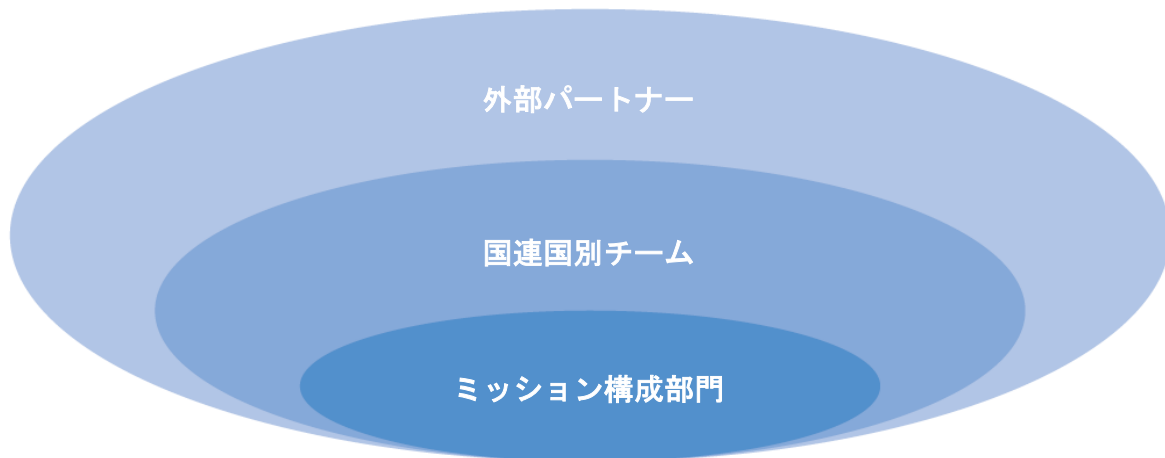 外部パートナー
国連国別チーム
ミッション構成部門